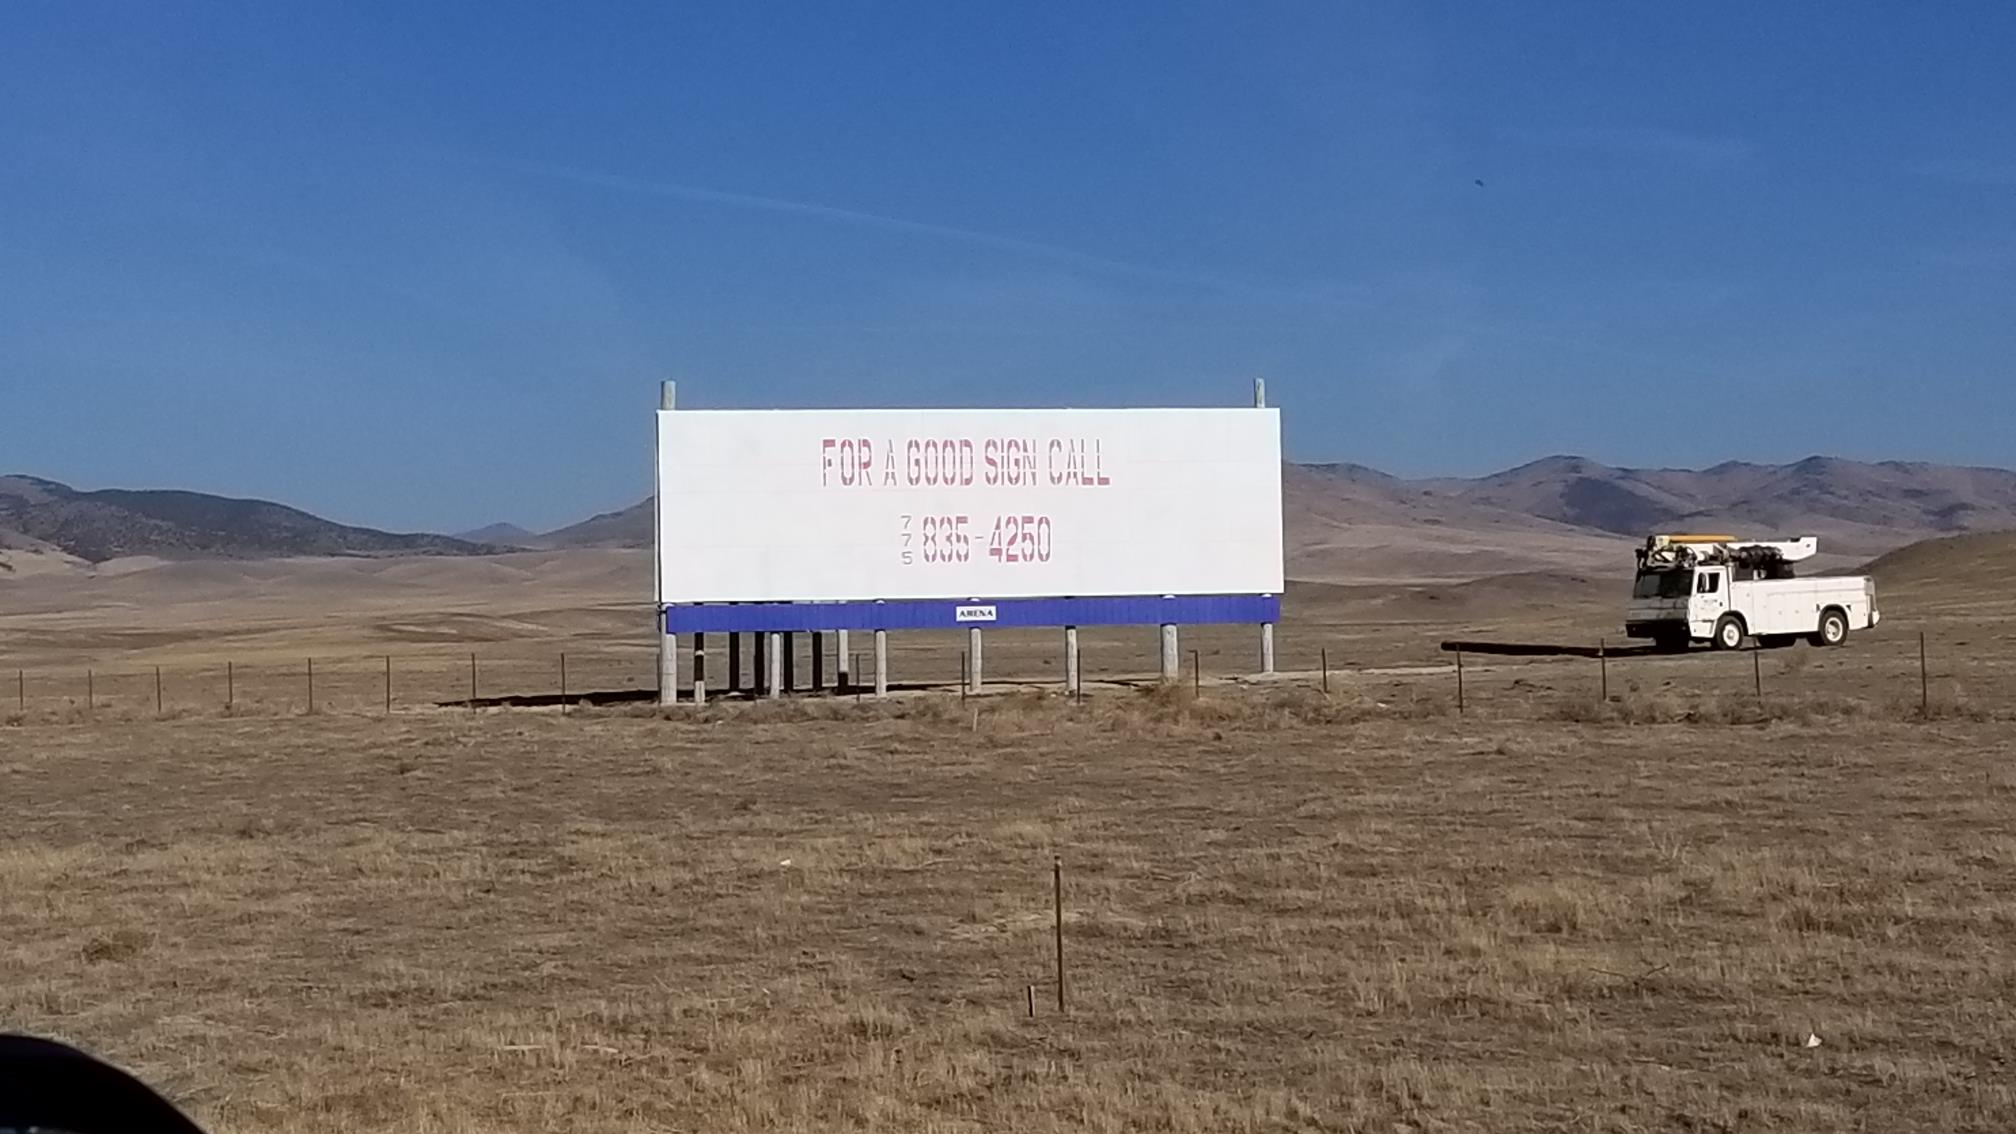 FOR A GOOD SIGN CALL
775 835-4250
ARENA